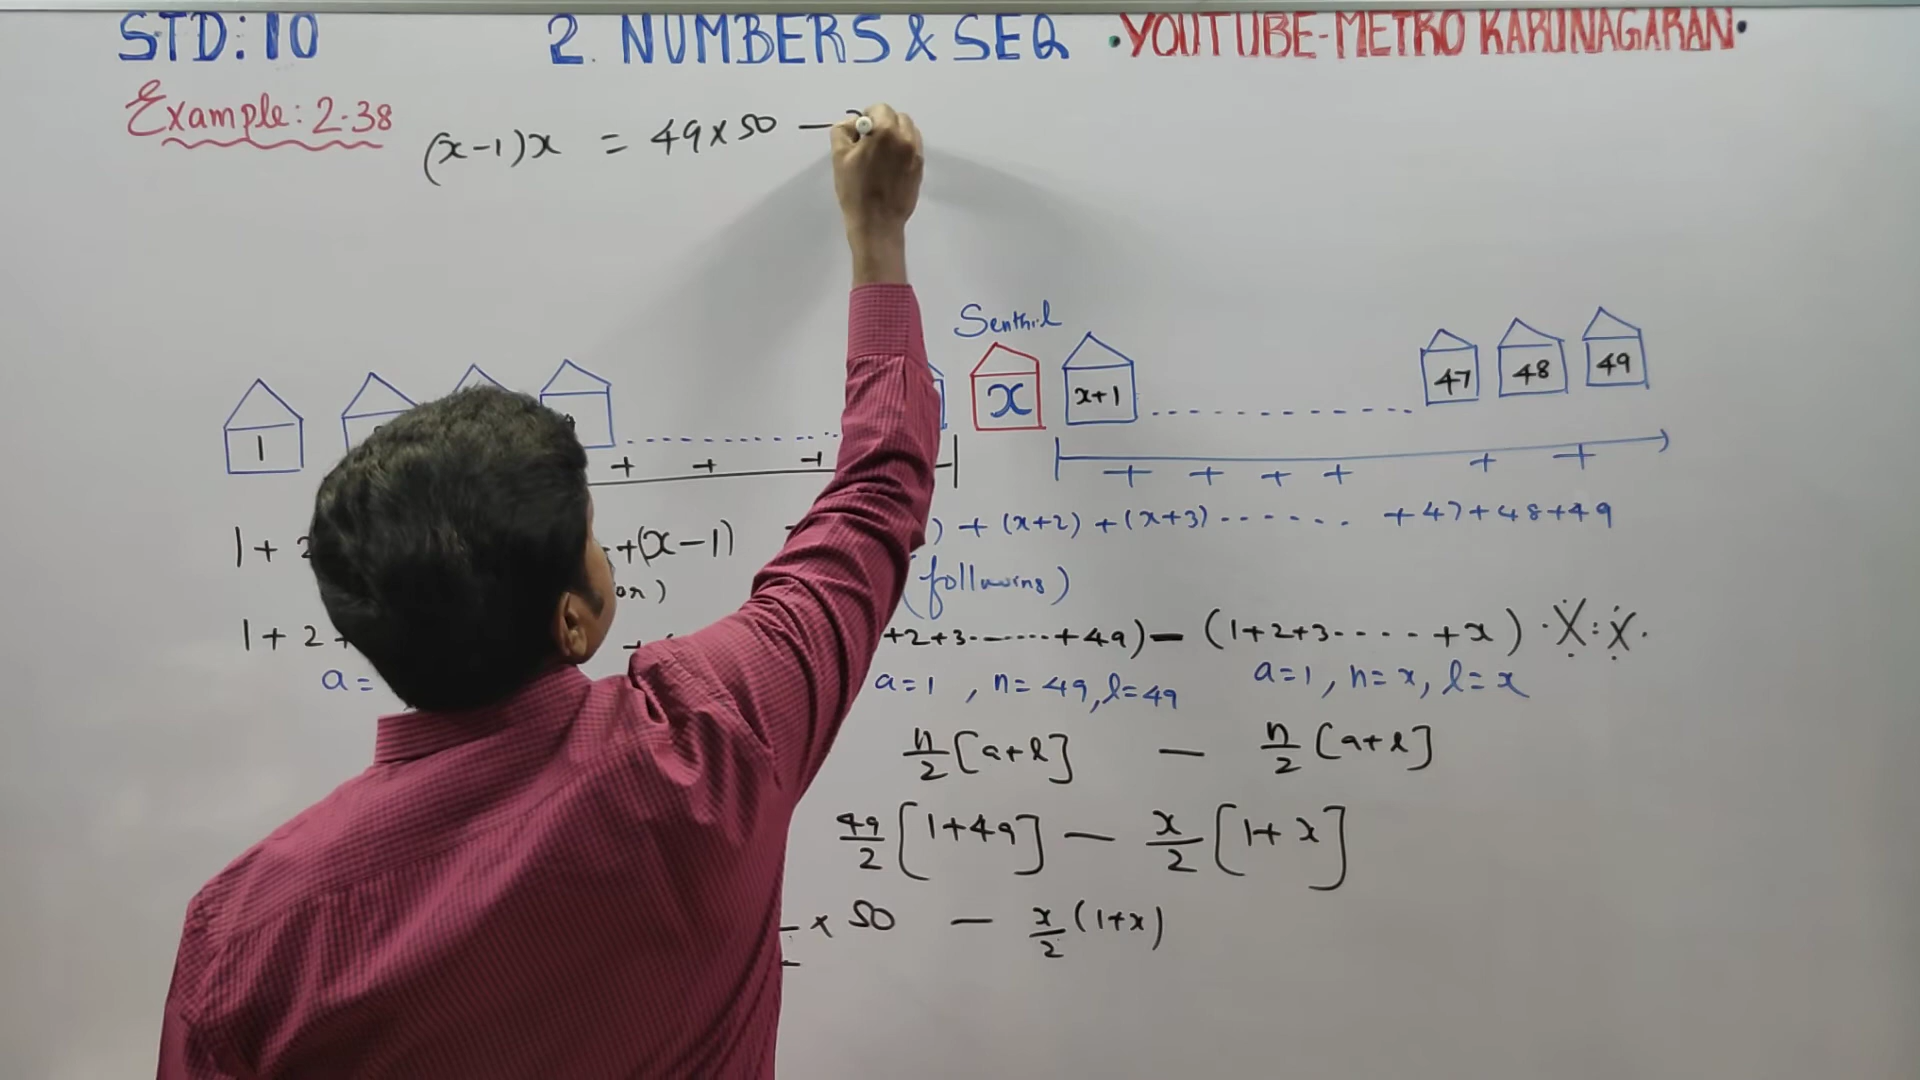 STD: 10 2. NUMBERS & SEQ • YOUTUBE-METRO KARUNAGARAN •
Example: 2.38
(x-1)x = 49×50 —
Senthil
1 x x+1 47 48 49
+ + + + + + + + +
1+ +(x-1) ) + (x+2) +(x+3) ...... +47+48+49
(following)
1+2+ +2+3......+49) — (1+2+3....+x)
a= a=1, n=49, l=49 a=1, n=x, l=x
n/2 [a+l] — n/2 [a+l]
49/2 [1+49] — x/2 [1+x]
× 50 — x/2 (1+x)